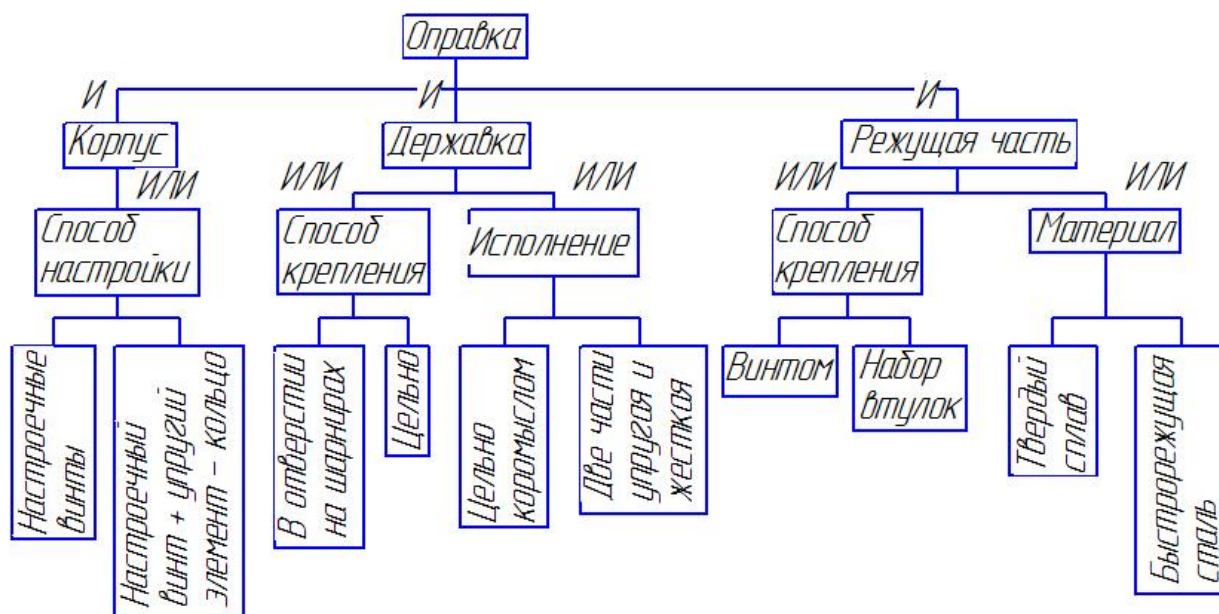 Оправка
И
И
И
Корпус
Державка
Режущая часть
ИЛИ
ИЛИ
ИЛИ
ИЛИ
ИЛИ
Способ
настройки
Способ
крепления
Исполнение
Способ
крепления
Материал
Настроечные
винты
Настроечный
винт + упругий
элемент - кольцо
В отверстии
на шарнирах
Цельно
Цельно
коромыслом
Две части
упругая и
жесткая
Винтом
Набор
втулок
Твердый
сплав
Быстрорежущая
сталь